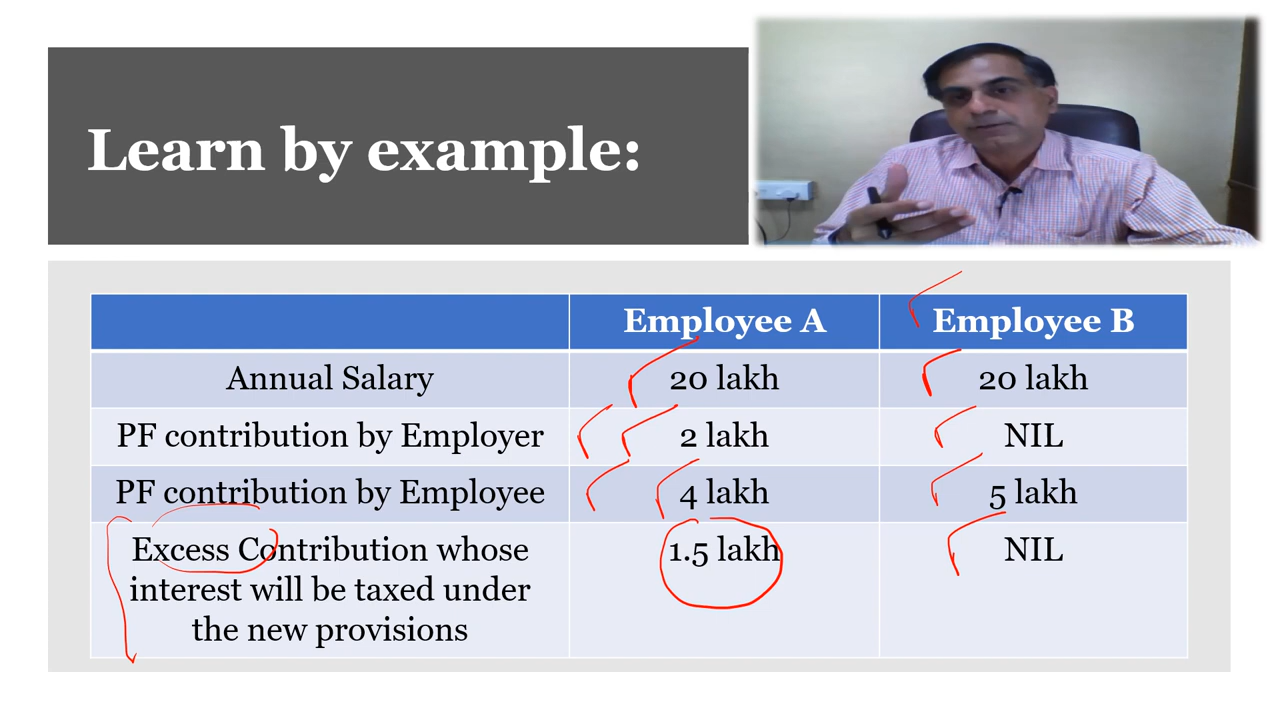 Learn by example:
Employee A Employee B
Annual Salary 20 lakh 20 lakh
PF contribution by Employer 2 lakh NIL
PF contribution by Employee 4 lakh 5 lakh
Excess Contribution whose 1.5 lakh NIL
interest will be taxed under
the new provisions